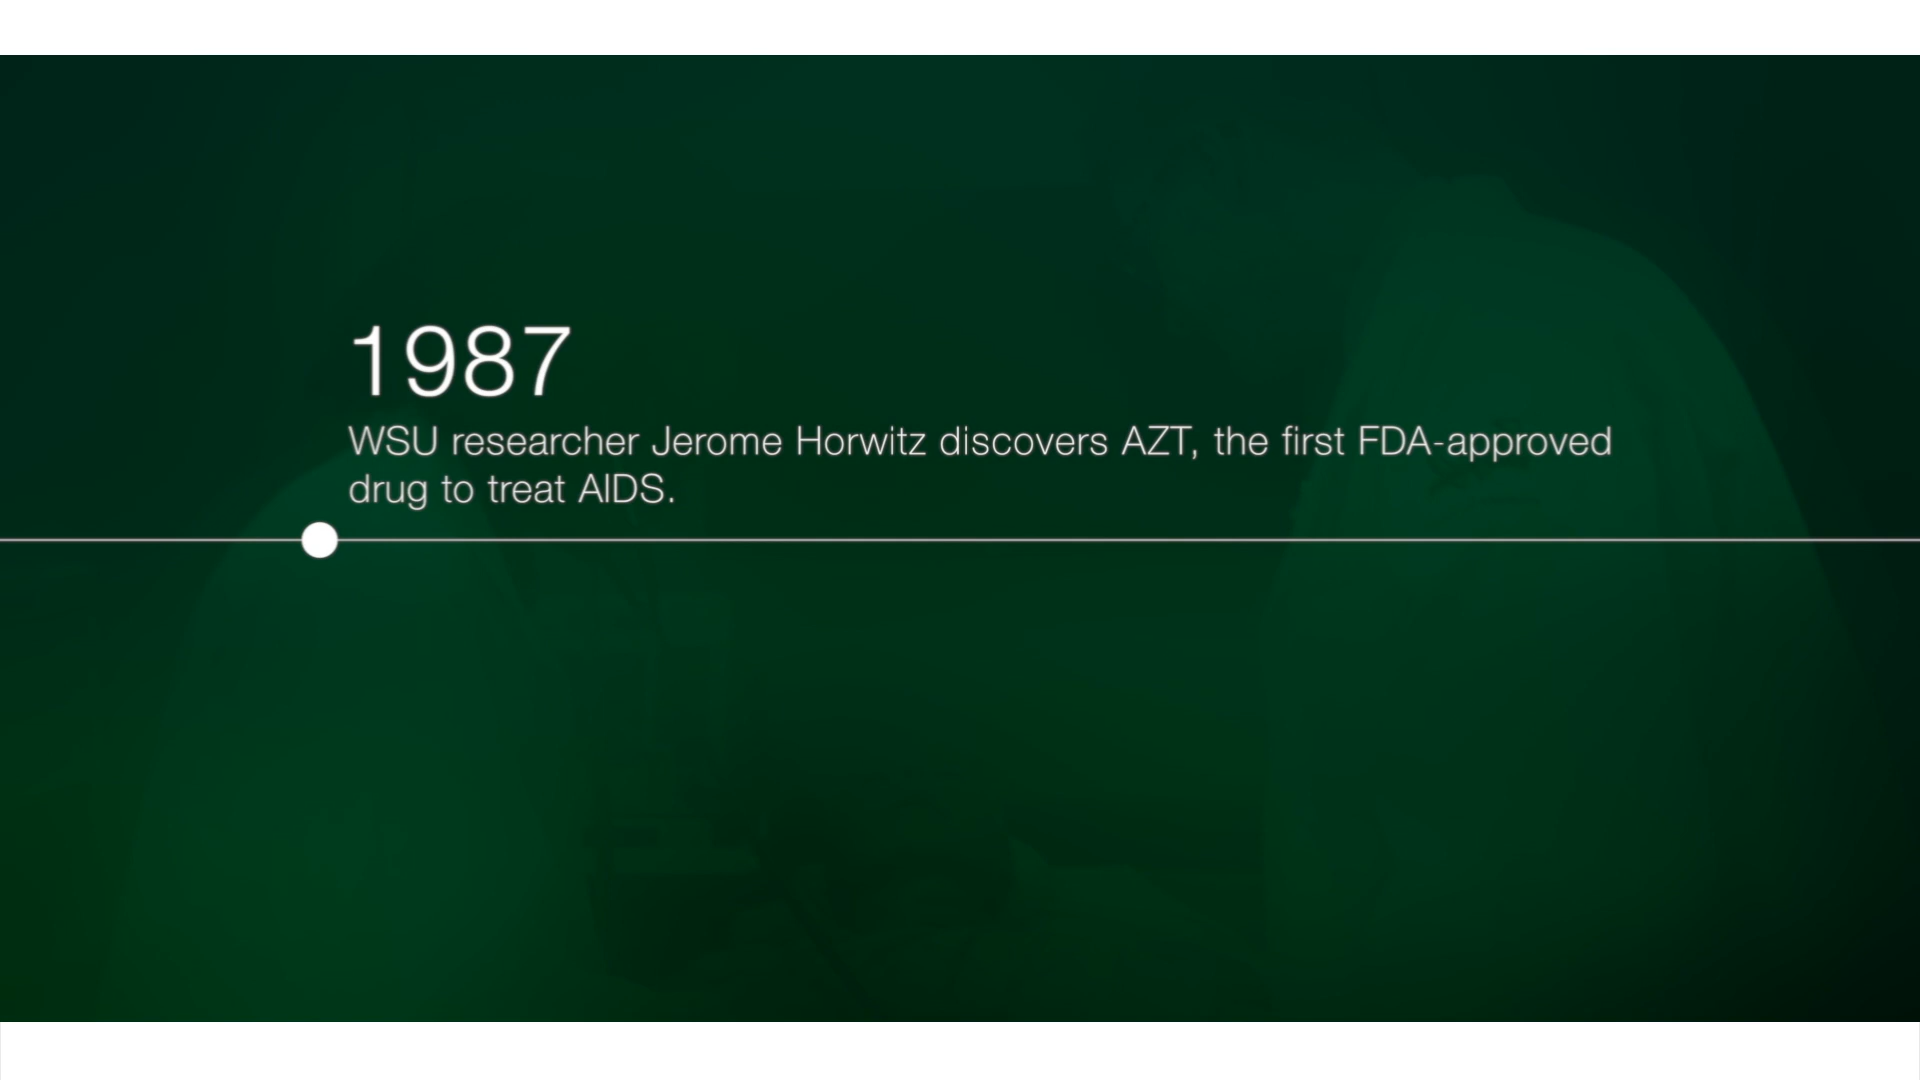 1987
WSU researcher Jerome Horwitz discovers AZT, the first FDA-approved
drug to treat AIDS.